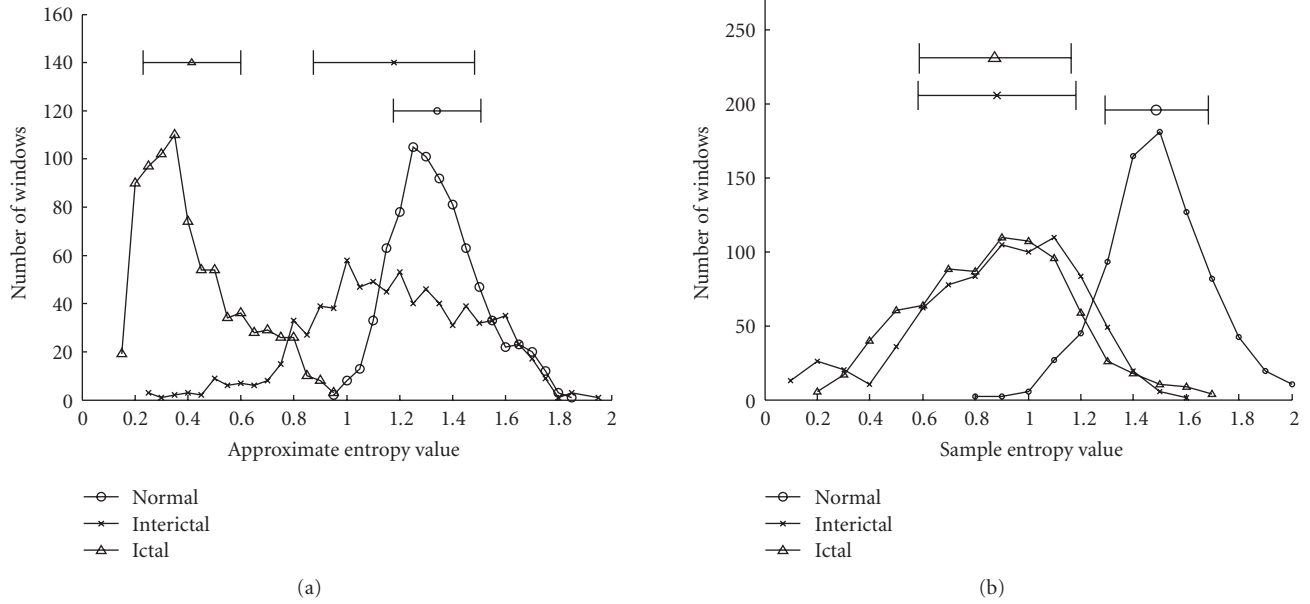 160
140
120
100
80
60
40
20
0
Number of windows
0 0.2 0.4 0.6 0.8 1 1.2 1.4 1.6 1.8 2
Approximate entropy value
Normal
Interictal
Ictal
(a)
250
200
150
100
50
0
Number of windows
0 0.2 0.4 0.6 0.8 1 1.2 1.4 1.6 1.8 2
Sample entropy value
Normal
Interictal
Ictal
(b)